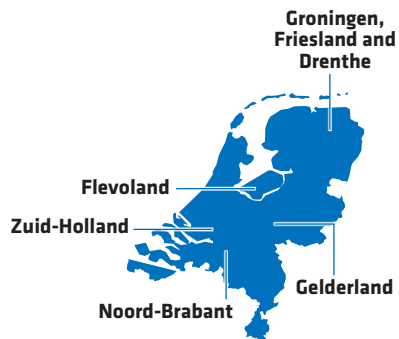 Groningen,
Friesland and
Drenthe
Flevoland
Zuid-Holland
Gelderland
Noord-Brabant